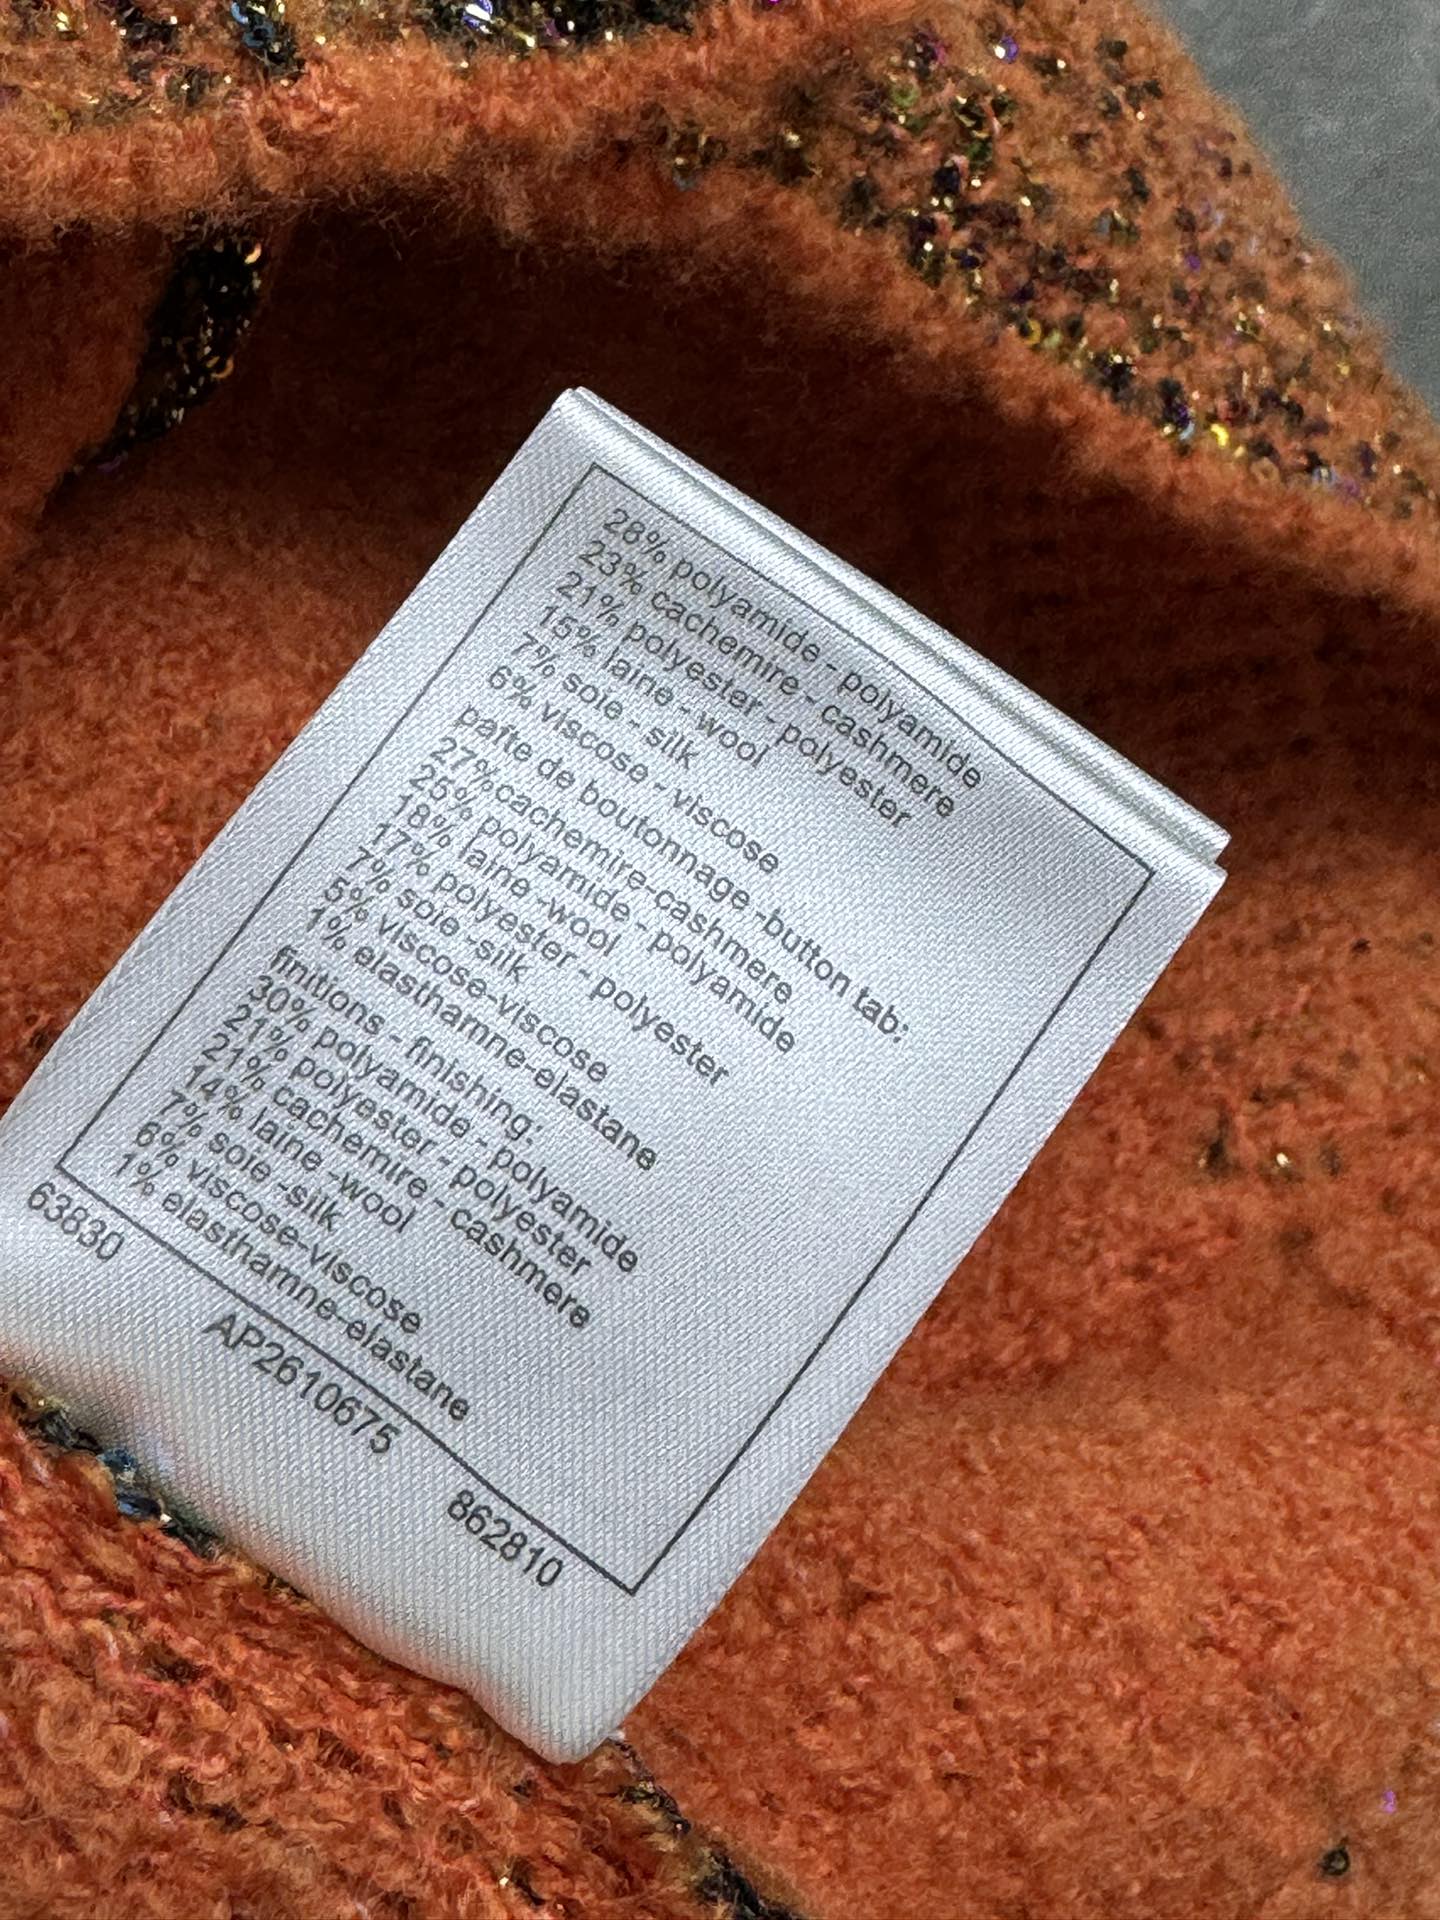 28% polyamide - polyamide
23% cachemire - cashmere
21% polyester - polyester
15% laine - wool
7% soie - silk
6% viscose - viscose
patte de boutonnage -button tab:
27%cachemire-cashmere
25% polyamide - polyamide
18% laine -wool
17% polyester - polyester
7% soie -silk
5% viscose-viscose
1% elasthanne-elastane
finitions - finishing:
30% polyamide - polyamide
21% polyester - polyester
21% cachemire - cashmere
14% laine -wool
7% soie -silk
6% viscose-viscose
1% elasthanne-elastane
63830 AP2610675 862810